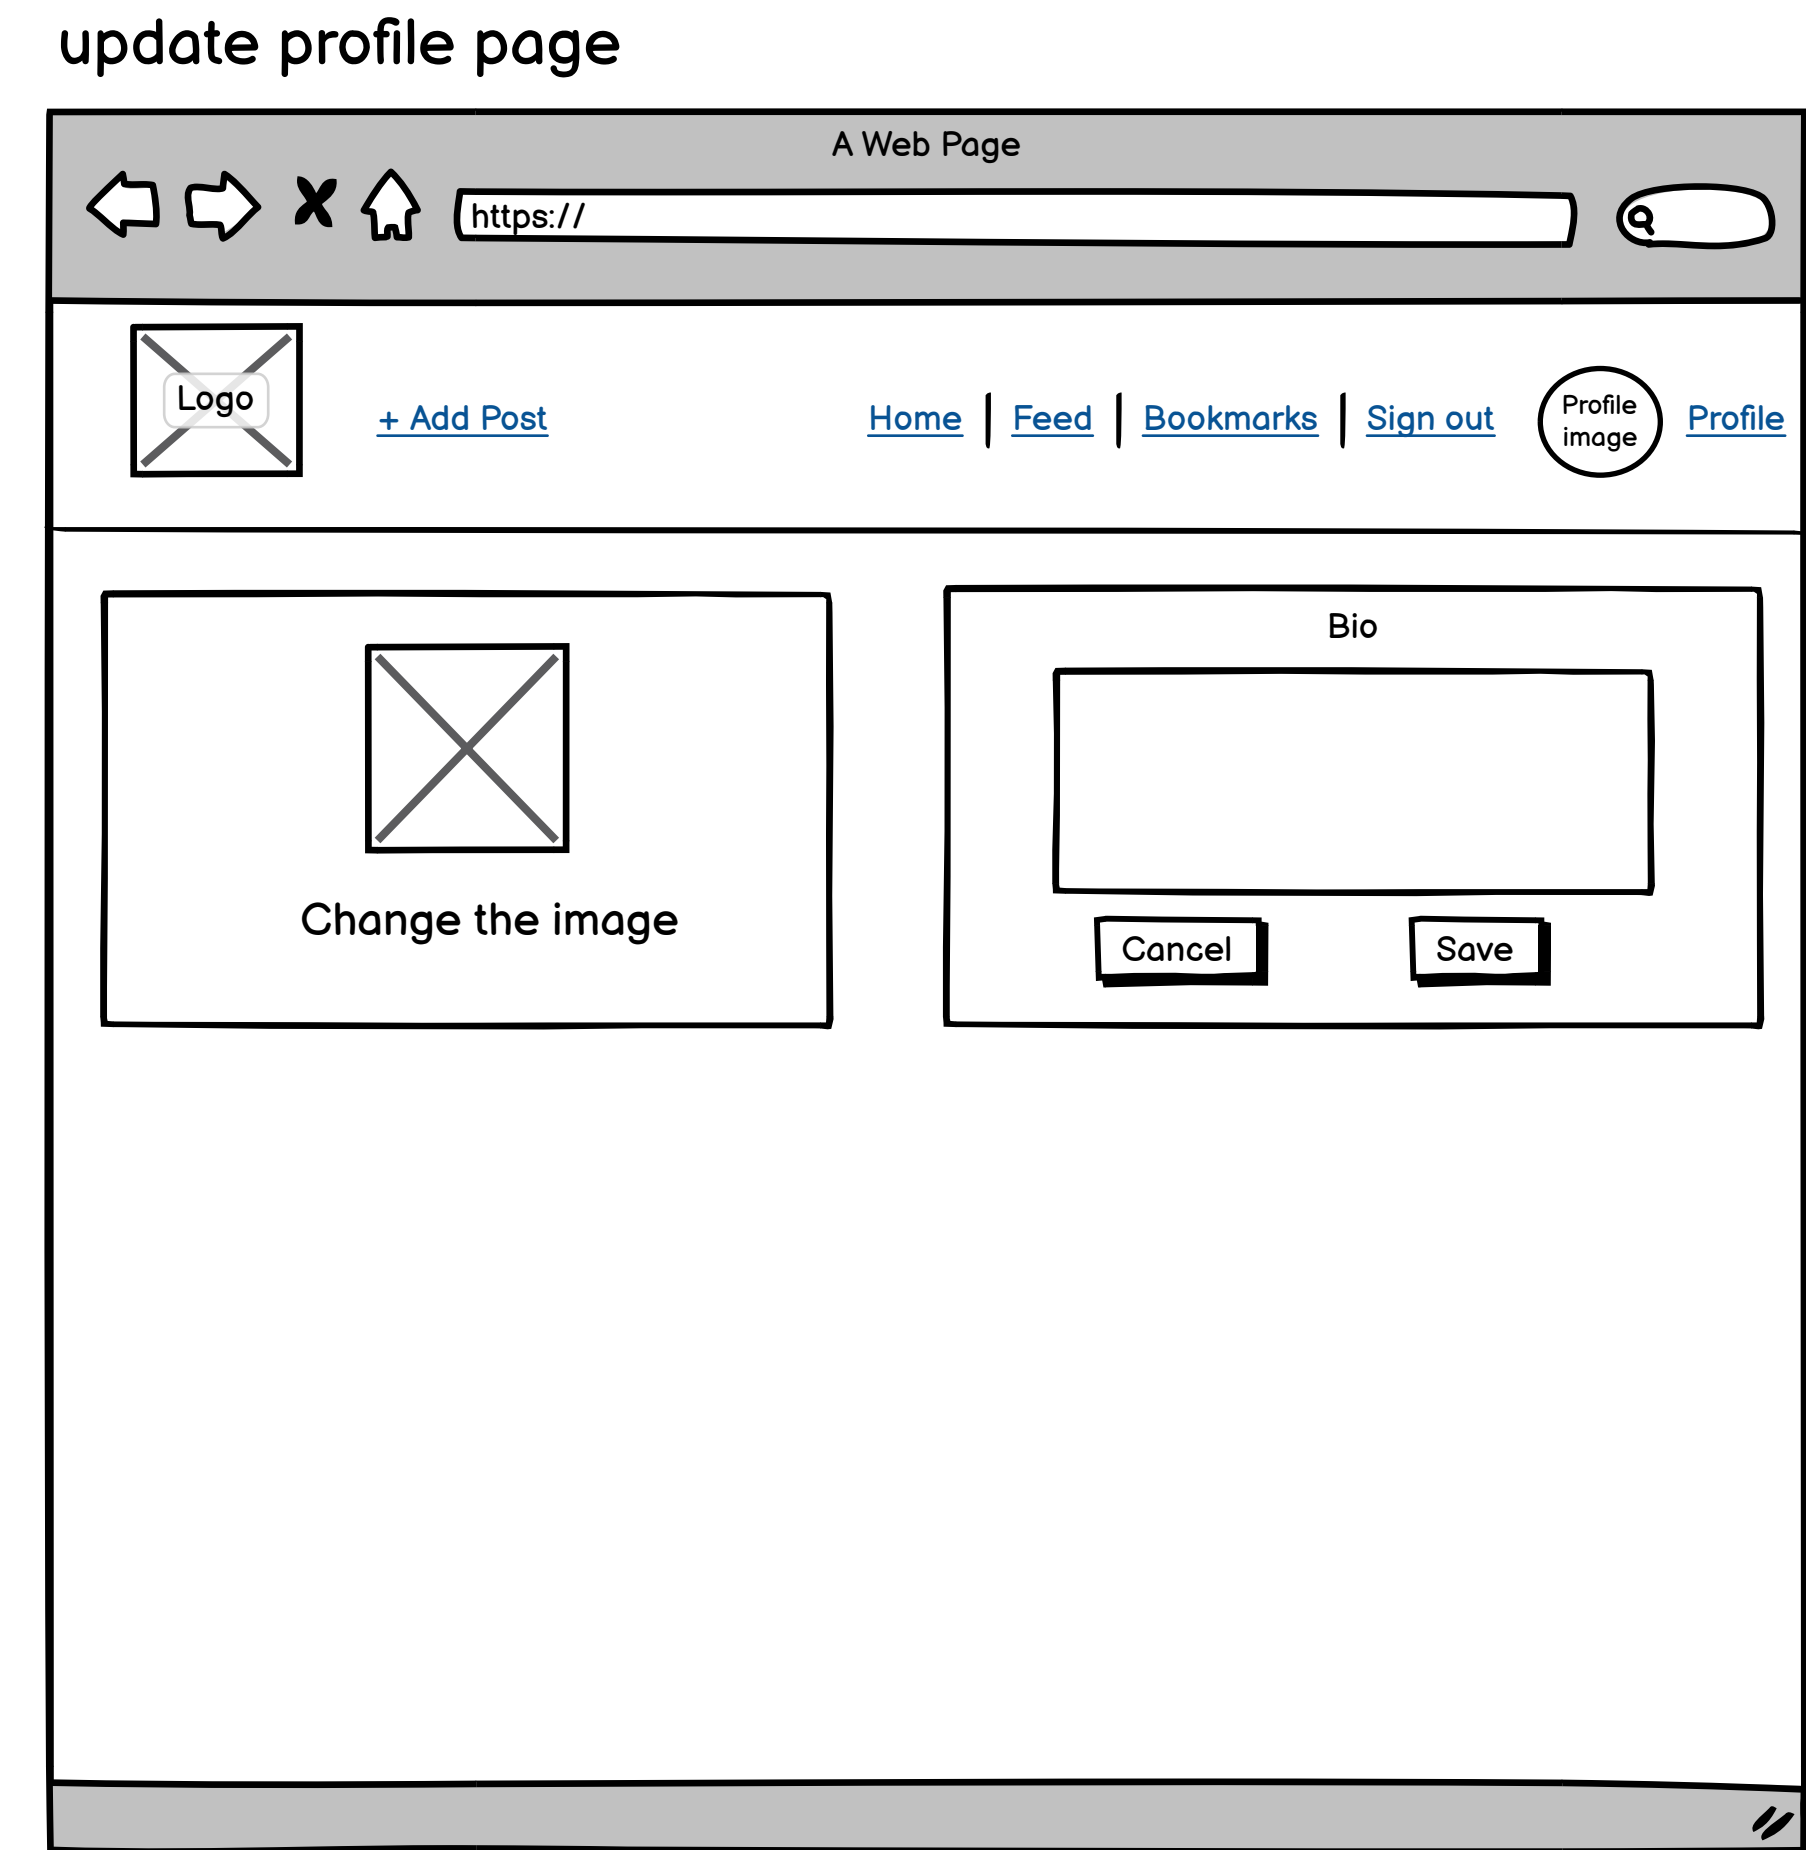 update profile page
A Web Page
https://
Logo
+ Add Post
Home
Feed
Bookmarks
Sign out
Profile
image
Profile
Change the image
Bio
Cancel
Save